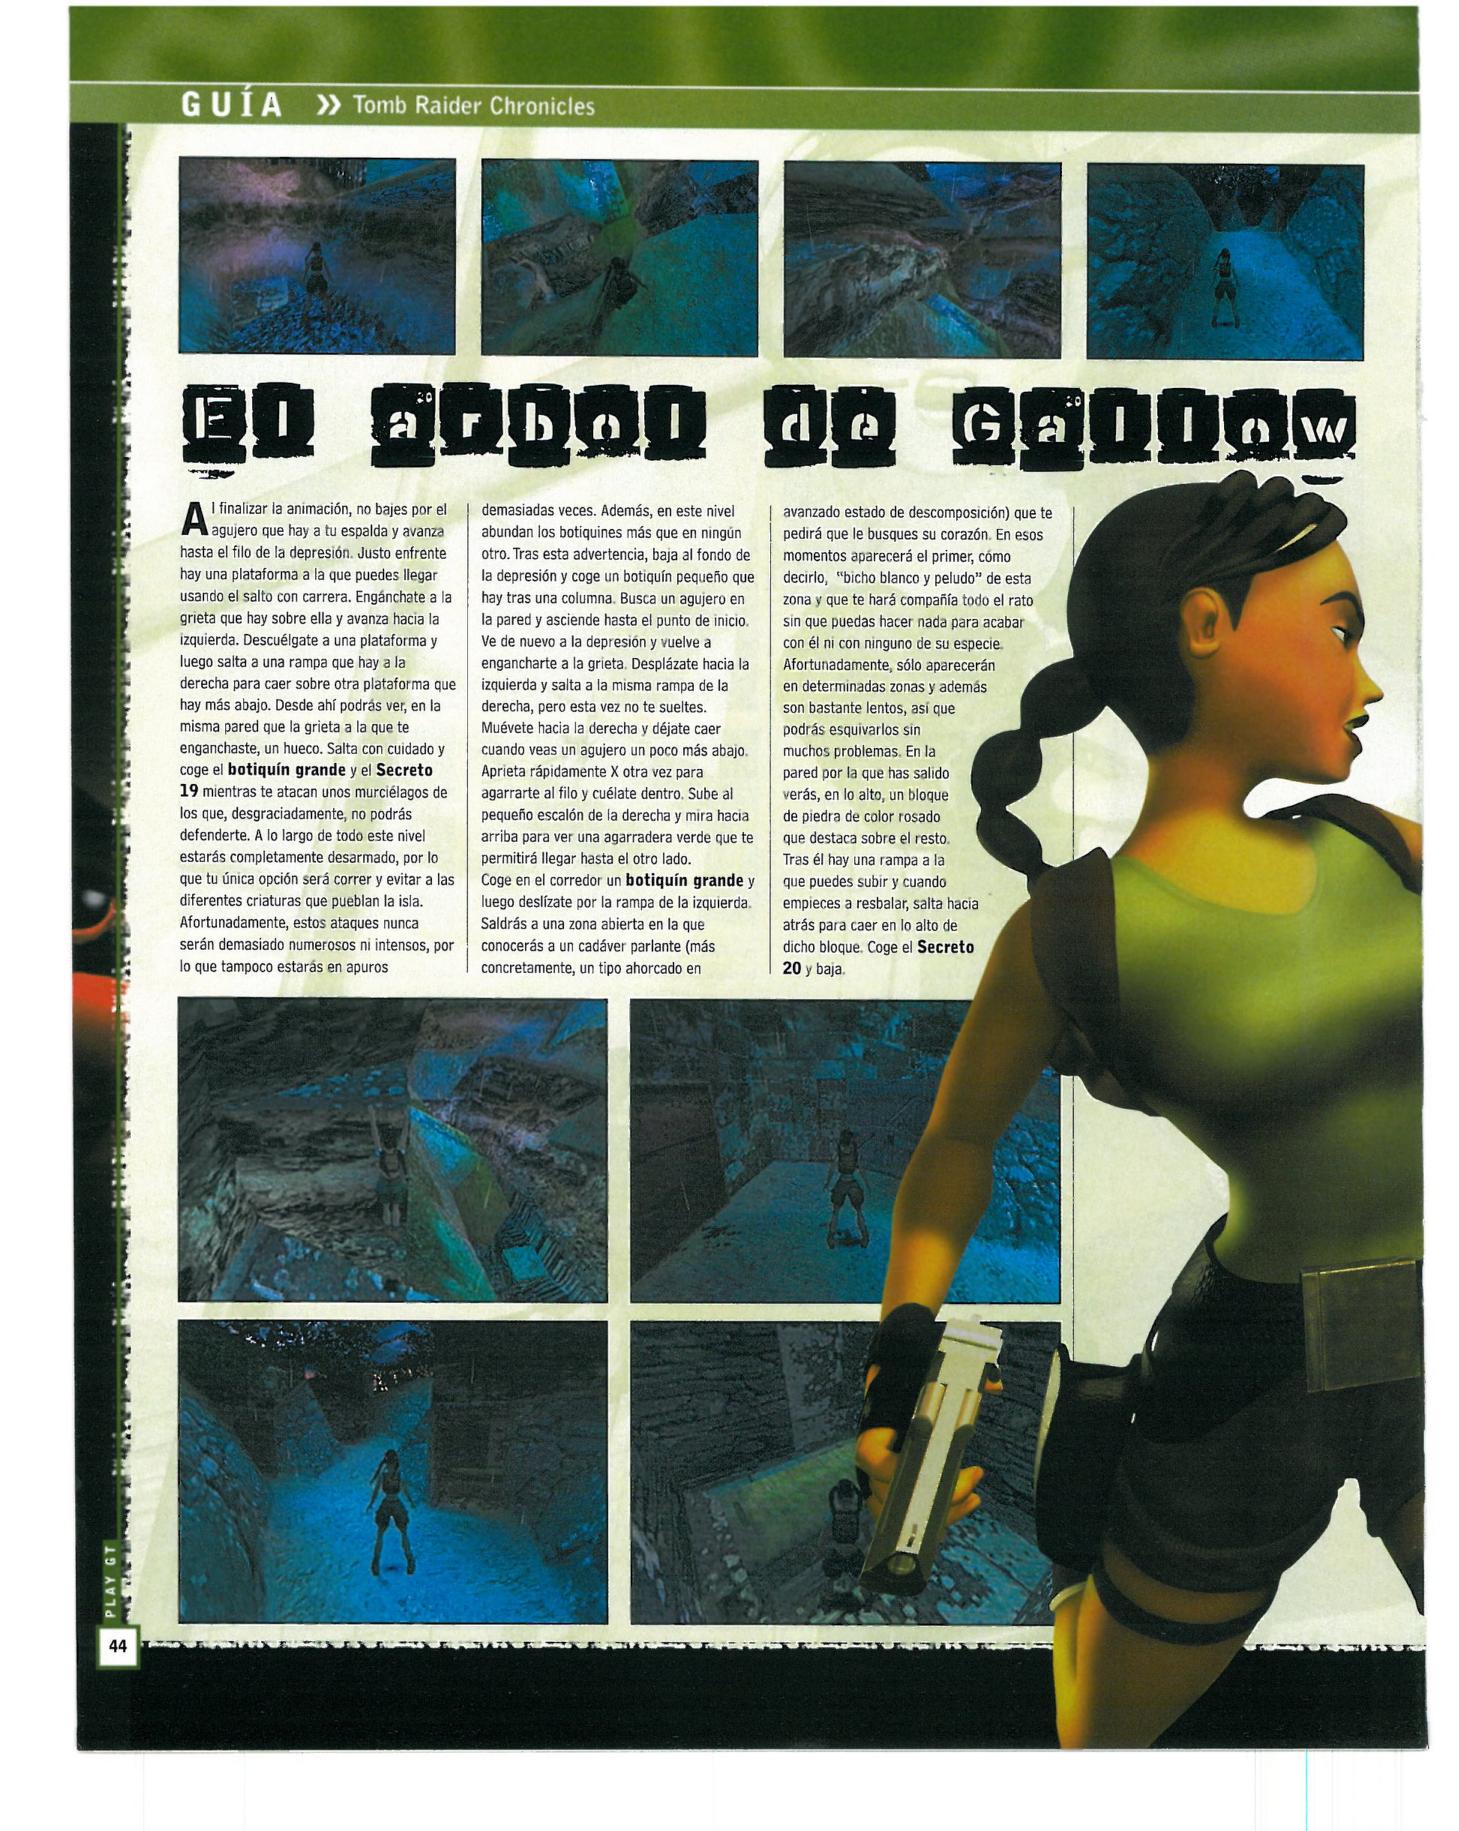 GUÍA » Tomb Raider Chronicles
El arbol de Gallow
Al finalizar la animación, no bajes por el
agujero que hay a tu espalda y avanza
hasta el filo de la depresión. Justo enfrente
hay una plataforma a la que puedes llegar
usando el salto con carrera. Engánchate a la
grieta que hay sobre ella y avanza hacia la
izquierda. Descuélgate a una plataforma y
luego salta a una rampa que hay a la
derecha para caer sobre otra plataforma que
hay más abajo. Desde ahí podrás ver, en la
misma pared que la grieta a la que te
enganchaste, un hueco. Salta con cuidado y
coge el botiquín grande y el Secreto
19 mientras te atacan unos murciélagos de
los que, desgraciadamente, no podrás
defenderte. A lo largo de todo este nivel
estarás completamente desarmado, por lo
que tu única opción será correr y evitar a las
diferentes criaturas que pueblan la isla.
Afortunadamente, estos ataques nunca
serán demasiado numerosos ni intensos, por
lo que tampoco estarás en apuros
demasiadas veces. Además, en este nivel
abundan los botiquines más que en ningún
otro. Tras esta advertencia, baja al fondo de
la depresión y coge un botiquín pequeño que
hay tras una columna. Busca un agujero en
la pared y asciende hasta el punto de inicio.
Ve de nuevo a la depresión y vuelve a
engancharte a la grieta. Desplázate hacia la
izquierda y salta a la misma rampa de la
derecha, pero esta vez no te sueltes.
Muévete hacia la derecha y déjate caer
cuando veas un agujero un poco más abajo.
Aprieta rápidamente X otra vez para
agarrarte al filo y cuélate dentro. Sube al
pequeño escalón de la derecha y mira hacia
arriba para ver una agarradera verde que te
permitirá llegar hasta el otro lado.
Coge en el corredor un botiquín grande y
luego deslízate por la rampa de la izquierda.
Saldrás a una zona abierta en la que
conocerás a un cadáver parlante (más
concretamente, un tipo ahorcado en
avanzado estado de descomposición) que te
pedirá que le busques su corazón. En esos
momentos aparecerá el primer, cómo
decirlo, "bicho blanco y peludo" de esta
zona y que te hará compañía todo el rato
sin que puedas hacer nada para acabar
con él ni con ninguno de su especie.
Afortunadamente, sólo aparecerán
en determinadas zonas y además
son bastante lentos, así que
podrás esquivarlos sin
muchos problemas. En la
pared por la que has salido
verás, en lo alto, un bloque
de piedra de color rosado
que destaca sobre el resto.
Tras él hay una rampa a la
que puedes subir y cuando
empieces a resbalar, salta hacia
atrás para caer en lo alto de
dicho bloque. Coge el Secreto
20 y baja.
PLAY GT
44